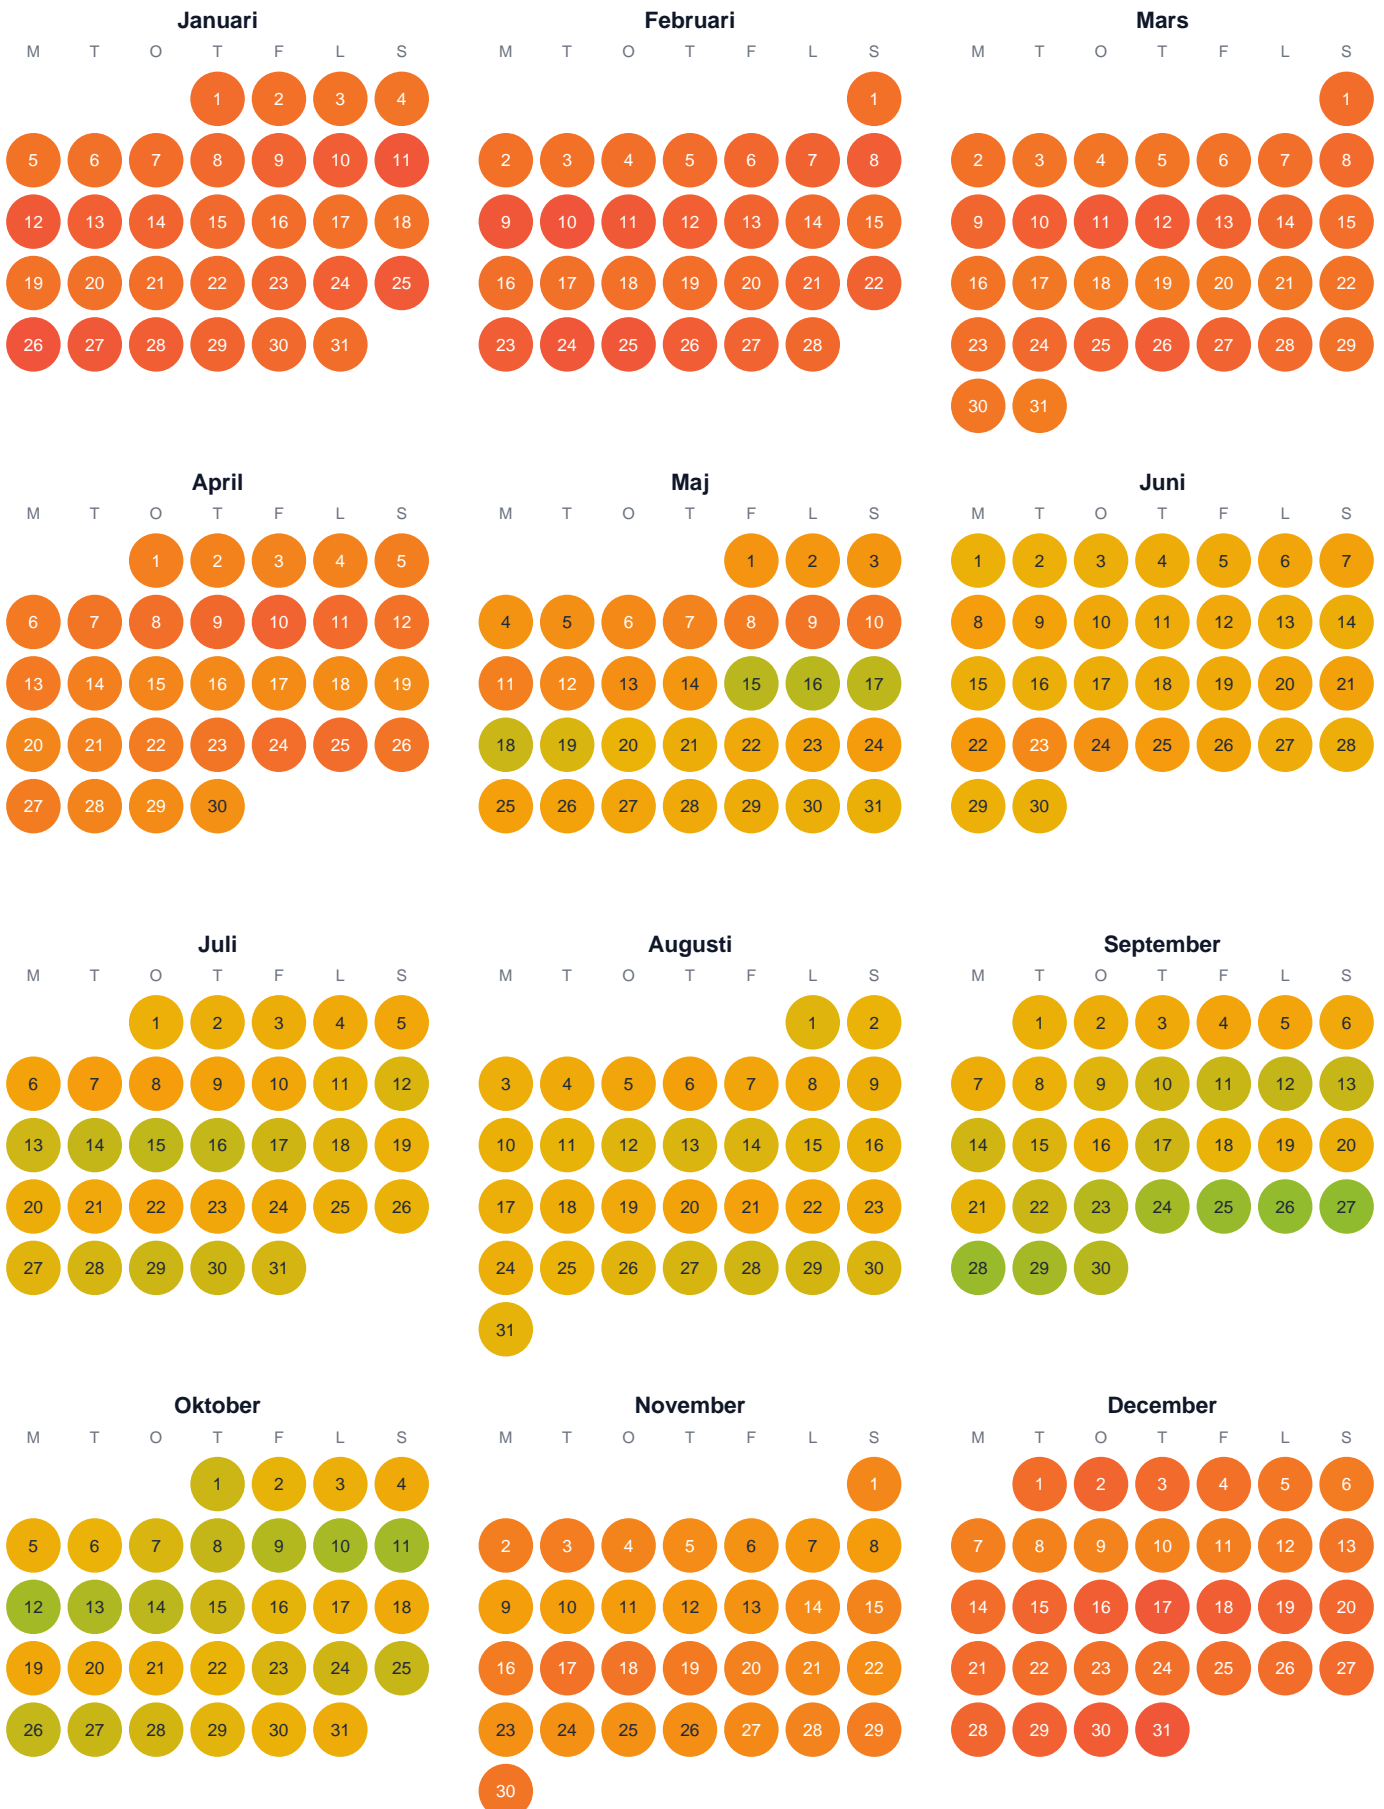 Januari Februari Mars
M T O T F L S M T O T F L S M T O T F L S
1 2 3 4 1 1
5 6 7 8 9 10 11 2 3 4 5 6 7 8 2 3 4 5 6 7 8
12 13 14 15 16 17 18 9 10 11 12 13 14 15 9 10 11 12 13 14 15
19 20 21 22 23 24 25 16 17 18 19 20 21 22 16 17 18 19 20 21 22
26 27 28 29 30 31 23 24 25 26 27 28 23 24 25 26 27 28 29
30 31
April Maj Juni
M T O T F L S M T O T F L S M T O T F L S
1 2 3 4 5 1 2 3 1 2 3 4 5 6 7
6 7 8 9 10 11 12 4 5 6 7 8 9 10 8 9 10 11 12 13 14
13 14 15 16 17 18 19 11 12 13 14 15 16 17 15 16 17 18 19 20 21
20 21 22 23 24 25 26 18 19 20 21 22 23 24 22 23 24 25 26 27 28
27 28 29 30 25 26 27 28 29 30 31 29 30
Juli Augusti September
M T O T F L S M T O T F L S M T O T F L S
1 2 3 4 5 1 2 1 2 3 4 5 6
6 7 8 9 10 11 12 3 4 5 6 7 8 9 7 8 9 10 11 12 13
13 14 15 16 17 18 19 10 11 12 13 14 15 16 14 15 16 17 18 19 20
20 21 22 23 24 25 26 17 18 19 20 21 22 23 21 22 23 24 25 26 27
27 28 29 30 31 24 25 26 27 28 29 30 28 29 30
31
Oktober November December
M T O T F L S M T O T F L S M T O T F L S
1 2 3 4 1 1 2 3 4 5 6
5 6 7 8 9 10 11 2 3 4 5 6 7 8 7 8 9 10 11 12 13
12 13 14 15 16 17 18 9 10 11 12 13 14 15 14 15 16 17 18 19 20
19 20 21 22 23 24 25 16 17 18 19 20 21 22 21 22 23 24 25 26 27
26 27 28 29 30 31 23 24 25 26 27 28 29 28 29 30 31
30